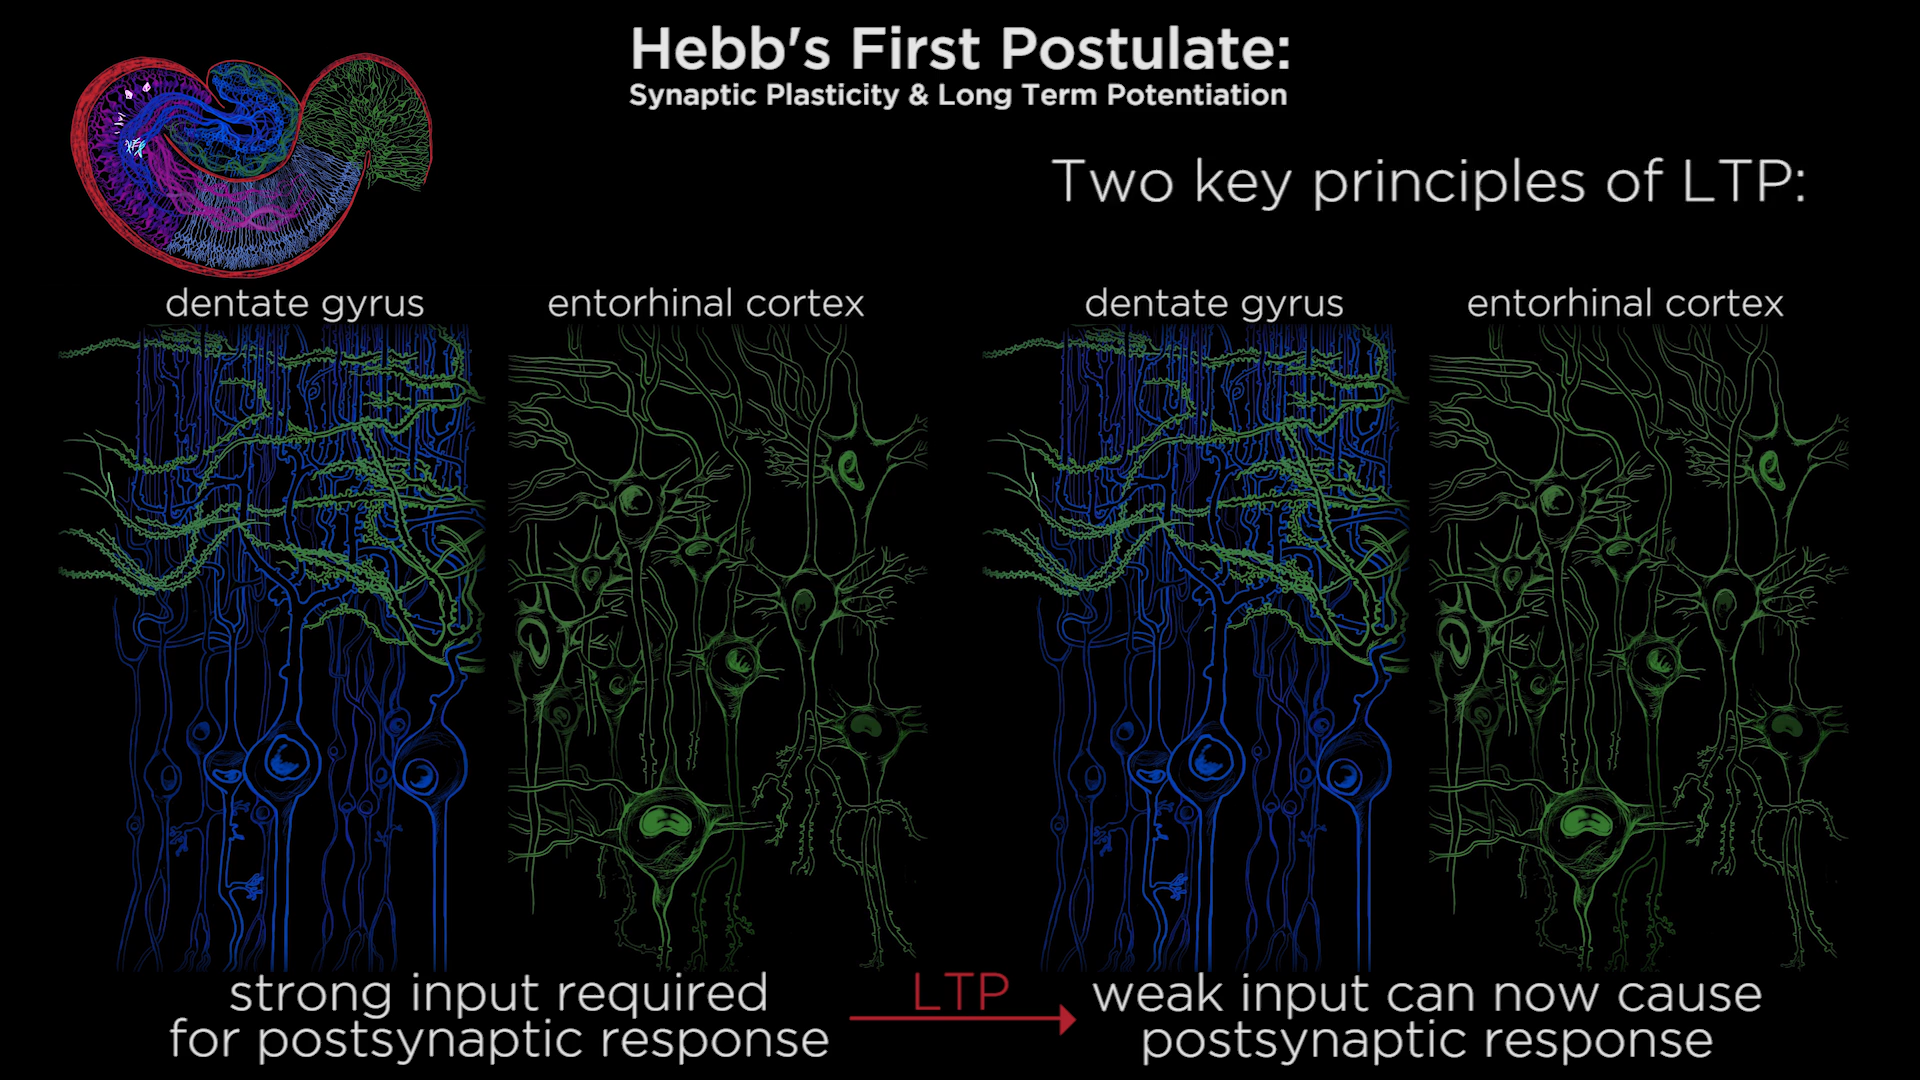 Hebb's First Postulate:
Synaptic Plasticity & Long Term Potentiation
Two key principles of LTP:
dentate gyrus
entorhinal cortex
dentate gyrus
entorhinal cortex
strong input required
for postsynaptic response
LTP
weak input can now cause
postsynaptic response